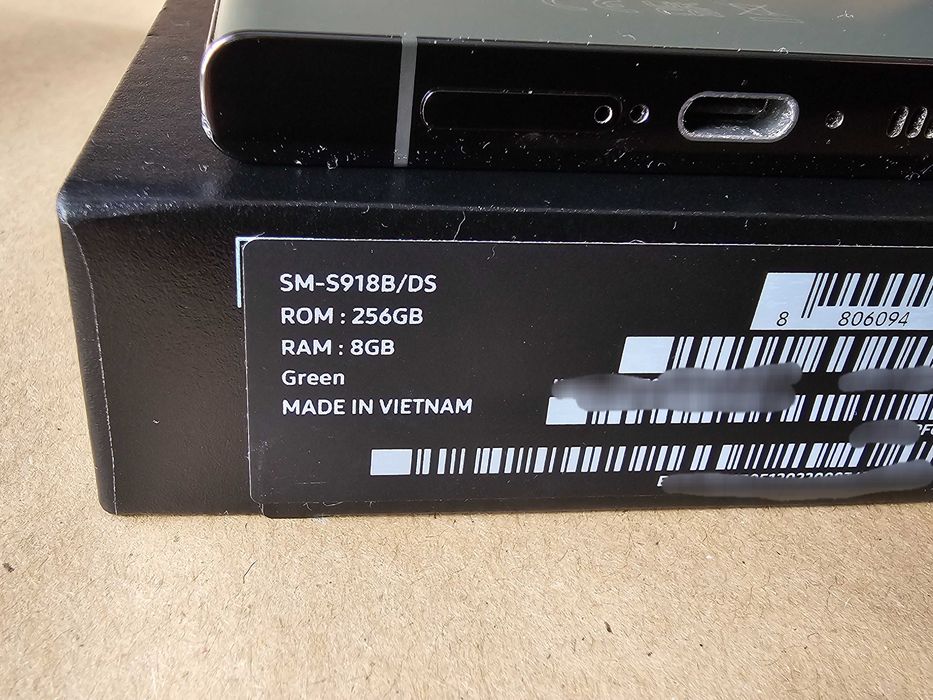 SM-S918B/DS
ROM : 256GB
RAM : 8GB
Green
MADE IN VIETNAM
8 806094